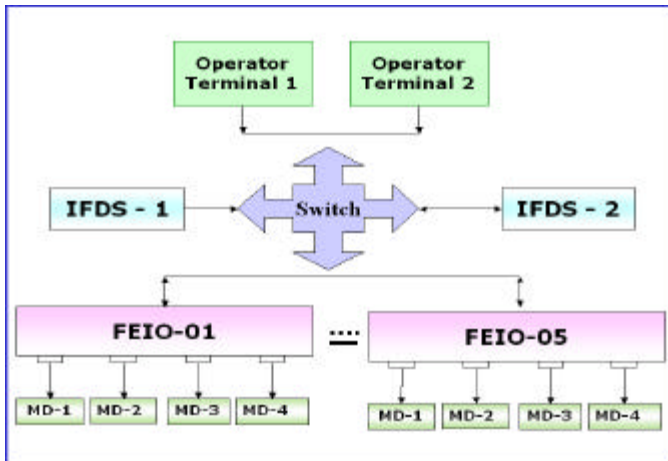 Operator
Terminal 1
Operator
Terminal 2
IFDS - 1
Switch
IFDS - 2
FEIO-01
FEIO-05
MD-1
MD-2
MD-3
MD-4
MD-1
MD-2
MD-3
MD-4